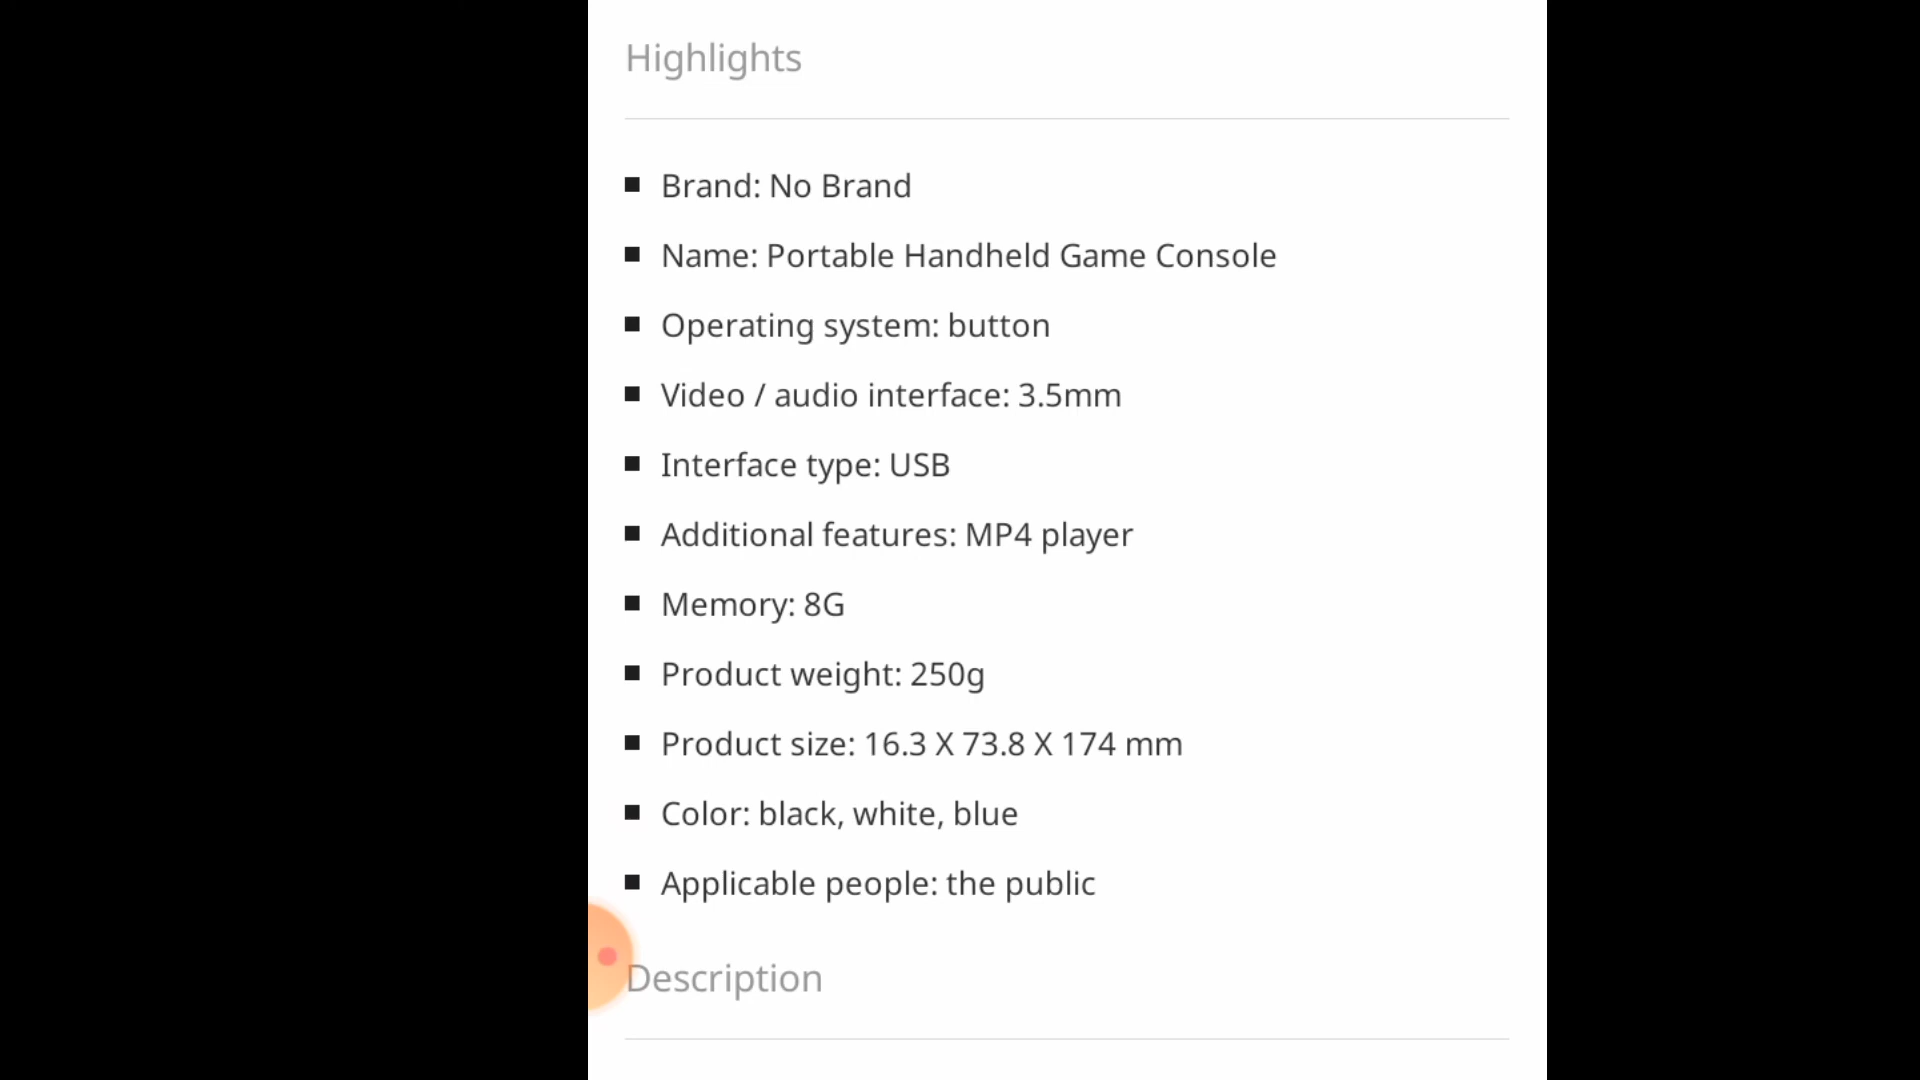 Highlights
Brand: No Brand
Name: Portable Handheld Game Console
Operating system: button
Video / audio interface: 3.5mm
Interface type: USB
Additional features: MP4 player
Memory: 8G
Product weight: 250g
Product size: 16.3 X 73.8 X 174 mm
Color: black, white, blue
Applicable people: the public
Description